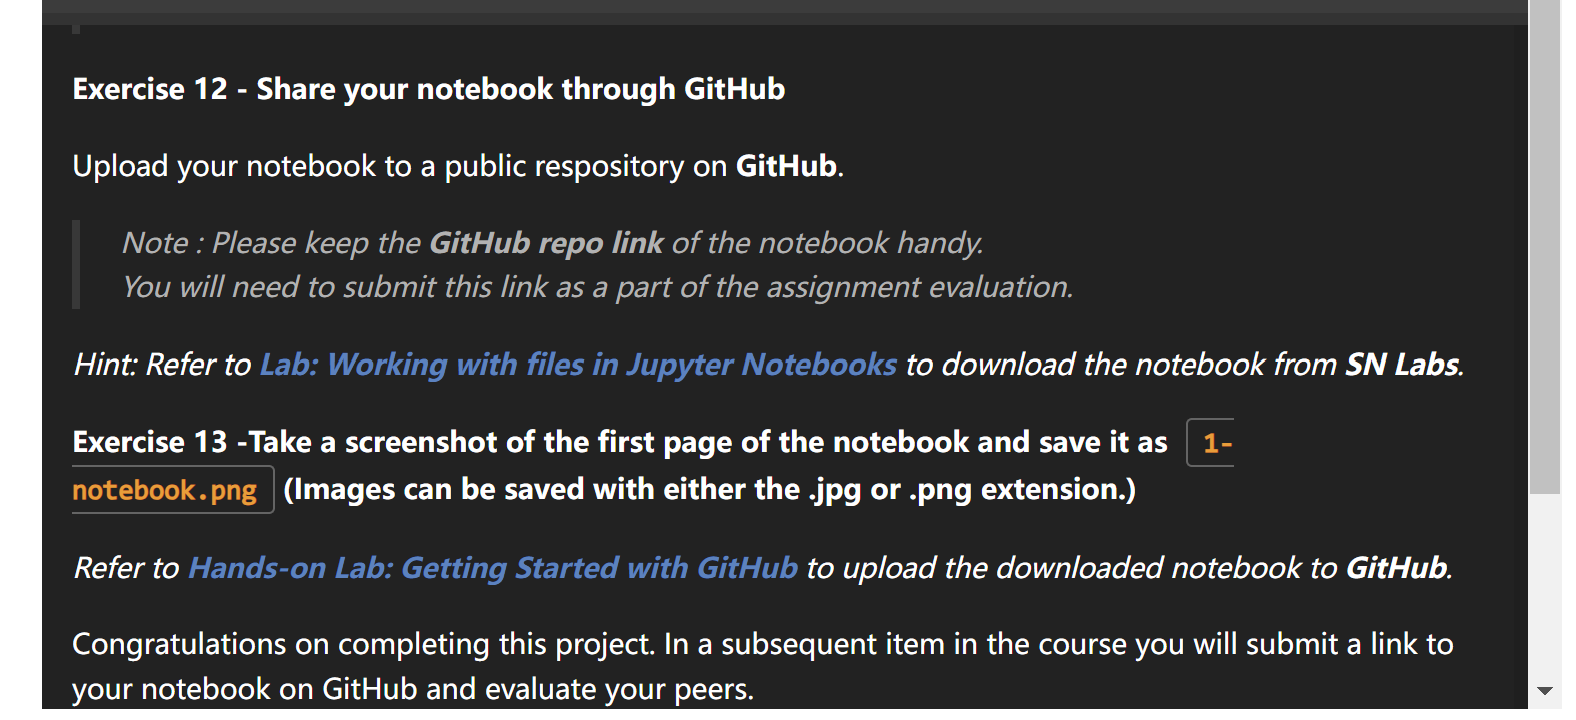 Exercise 12 - Share your notebook through GitHub
Upload your notebook to a public respository on GitHub.
Note : Please keep the GitHub repo link of the notebook handy.
You will need to submit this link as a part of the assignment evaluation.
Hint: Refer to Lab: Working with files in Jupyter Notebooks to download the notebook from SN Labs.
Exercise 13 -Take a screenshot of the first page of the notebook and save it as 1-
notebook.png (Images can be saved with either the .jpg or .png extension.)
Refer to Hands-on Lab: Getting Started with GitHub to upload the downloaded notebook to GitHub.
Congratulations on completing this project. In a subsequent item in the course you will submit a link to
your notebook on GitHub and evaluate your peers.